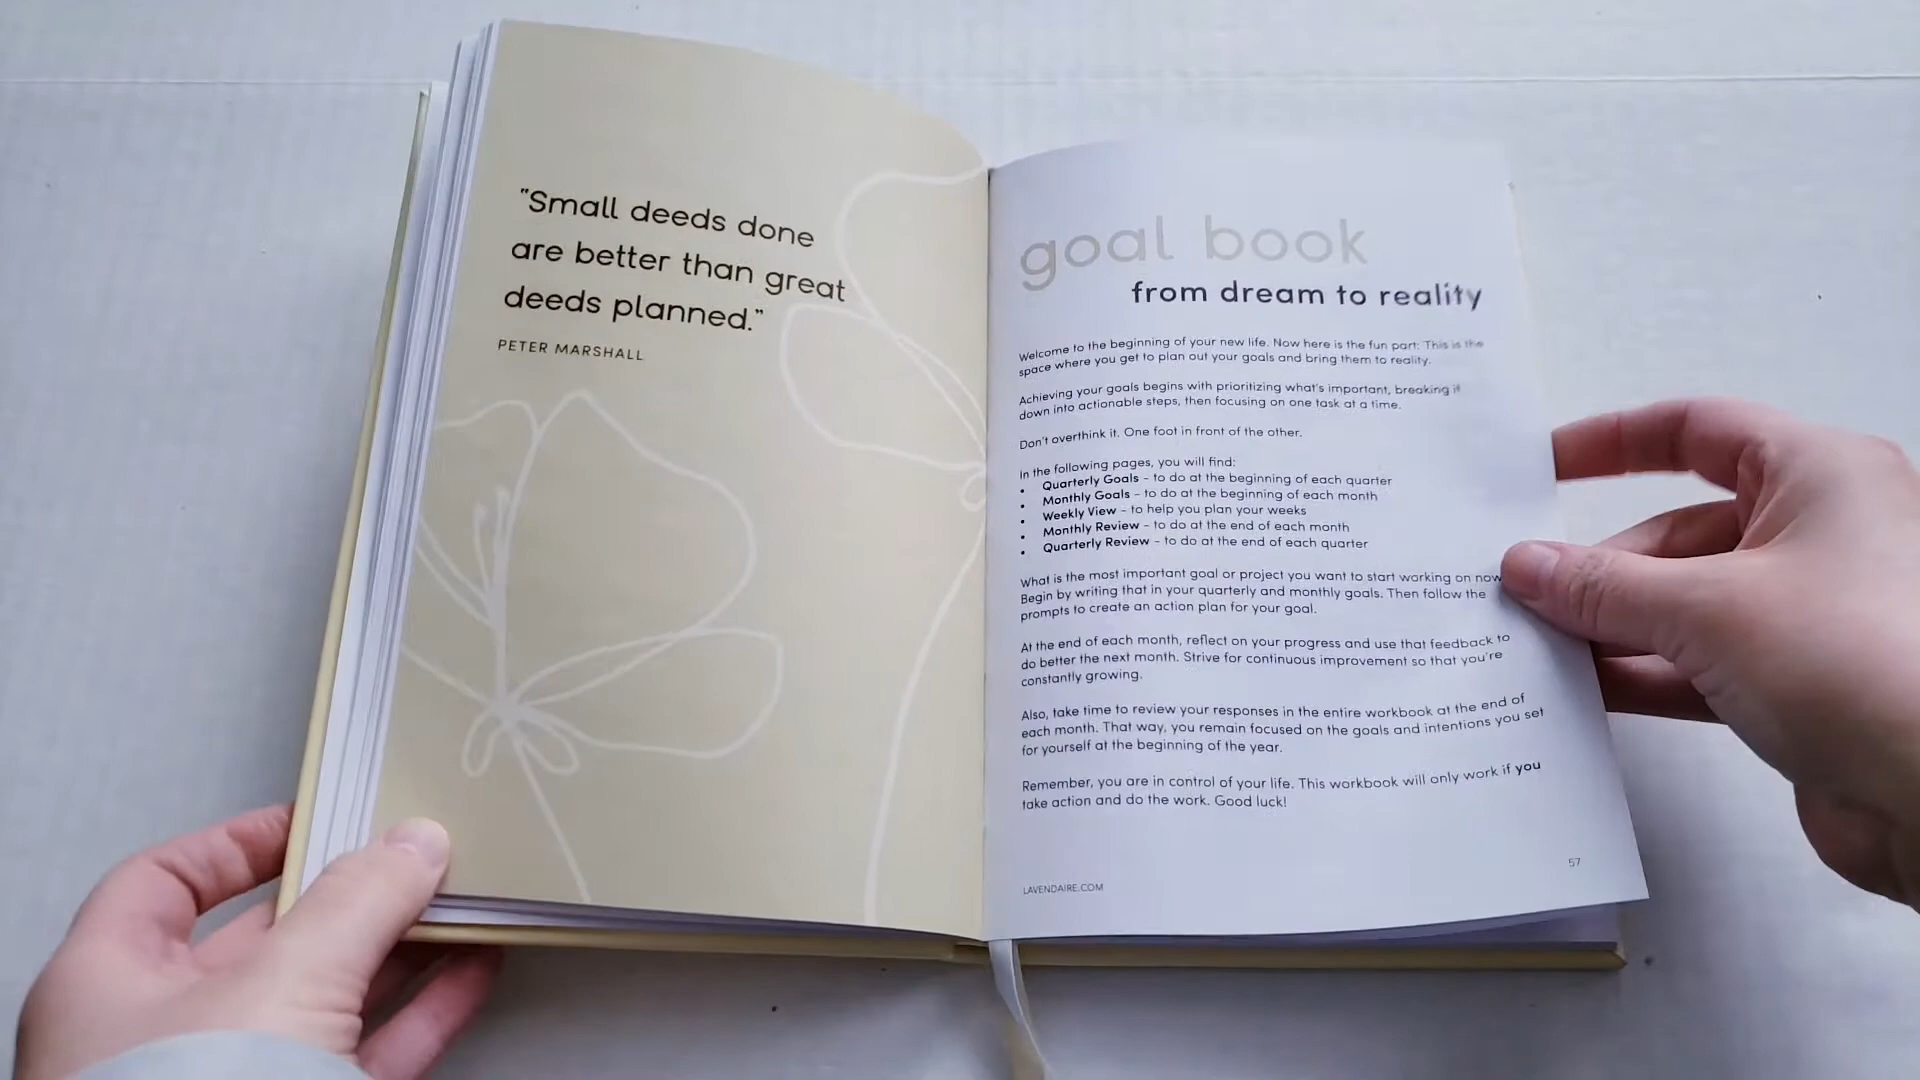 "Small deeds done
are better than great
deeds planned."
PETER MARSHALL
goal book
from dream to reality
Welcome to the beginning of your new life. Now here is the fun part: This is the
space where you get to plan out your goals and bring them to reality.
Achieving your goals begins with prioritizing what's important, breaking it
down into actionable steps, then focusing on one task at a time.
Don't overthink it. One foot in front of the other.
In the following pages, you will find:
• Quarterly Goals - to do at the beginning of each quarter
• Monthly Goals - to do at the beginning of each month
• Weekly View - to help you plan your weeks
• Monthly Review - to do at the end of each month
• Quarterly Review - to do at the end of each quarter
What is the most important goal or project you want to start working on now
Begin by writing that in your quarterly and monthly goals. Then follow the
prompts to create an action plan for your goal.
At the end of each month, reflect on your progress and use that feedback to
do better the next month. Strive for continuous improvement so that you're
constantly growing.
Also, take time to review your responses in the entire workbook at the end of
each month. That way, you remain focused on the goals and intentions you set
for yourself at the beginning of the year.
Remember, you are in control of your life. This workbook will only work if you
take action and do the work. Good luck!
57
LAVENDAIRE.COM